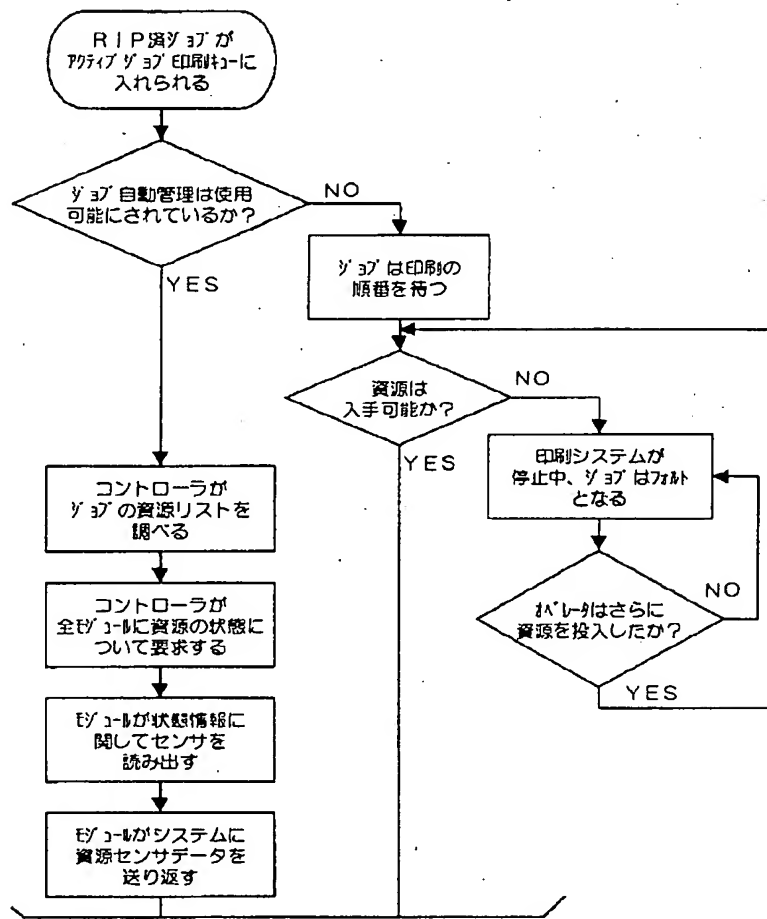 RIP済ジョブが
アクティブジョブ印刷キューに
入れられる
ジョブ自動管理は使用
可能にされているか?
NO
YES
ジョブは印刷の
順番を待つ
資源は
入手可能か?
NO
YES
印刷システムが
停止中、ジョブはフォルト
となる
オペレータはさらに
資源を投入したか?
NO
YES
コントローラが
ジョブの資源リストを
調べる
コントローラが
全モジュールに資源の状態に
ついて要求する
モジュールが状態情報に
関してセンサを
読み出す
モジュールがシステムに
資源センサデータを
送り返す